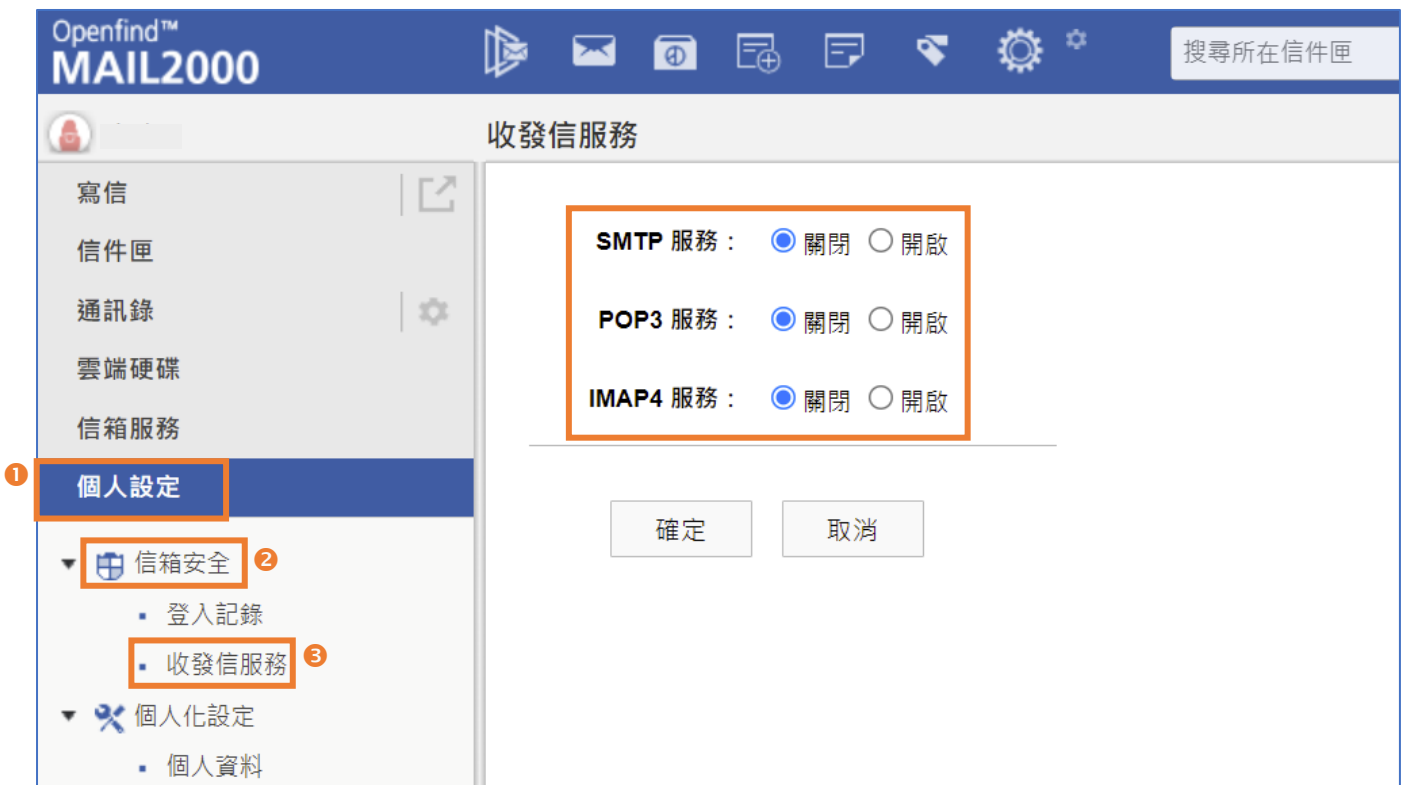 Openfind™
MAIL2000
搜尋所在信件匣
收發信服務
寫信
信件匣
通訊錄
雲端硬碟
信箱服務
❶ 個人設定
信箱安全 ❷
登入記錄
收發信服務 ❸
個人化設定
個人資料
SMTP 服務： 關閉 開啟
POP3 服務： 關閉 開啟
IMAP4 服務： 關閉 開啟
確定 取消